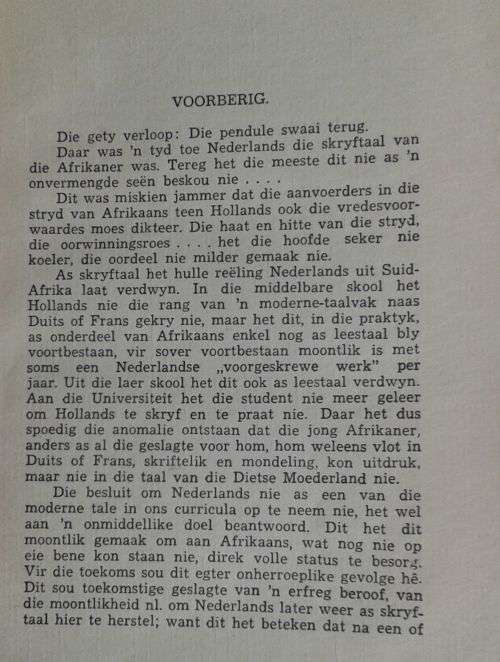 VOORBERIG.
Die gety verloop: Die pendule swaai terug.
Daar was 'n tyd toe Nederlands die skryftaal van
die Afrikaner was. Tereg het die meeste dit nie as 'n
onvermengde seën beskou nie . . . .
Dit was miskien jammer dat die aanvoerders in die
stryd van Afrikaans teen Hollands ook die vredesvoor-
waardes moes dikteer. Die haat en hitte van die stryd,
die oorwinningsroes . . . . het die hoofde seker nie
koeler, die oordeel nie milder gemaak nie.
As skryftaal het hulle reëling Nederlands uit Suid-
Afrika laat verdwyn. In die middelbare skool het
Hollands nie die rang van 'n moderne-taalvak naas
Duits of Frans gekry nie, maar het dit, in die praktyk,
as onderdeel van Afrikaans enkel nog as leestaal bly
voortbestaan, vir sover voortbestaan moontlik is met
soms een Nederlandse „voorgeskrewe werk” per
jaar. Uit die laer skool het dit ook as leestaal verdwyn.
Aan die Universiteit het die student nie meer geleer
om Hollands te skryf en te praat nie. Daar het dus
spoedig die anomalie ontstaan dat die jong Afrikaner,
anders as al die geslagte voor hom, hom weleens vlot in
Duits of Frans, skriftelik en mondeling, kon uitdruk,
maar nie in die taal van die Dietse Moederland nie.
Die besluit om Nederlands nie as een van die
moderne tale in ons curricula op te neem nie, het wel
aan 'n onmiddellike doel beantwoord. Dit het dit
moontlik gemaak om aan Afrikaans, wat nog nie op
eie bene kon staan nie, direk volle status te besorg.
Vir die toekoms sou dit egter onherroeplike gevolge hê.
Dit sou toekomstige geslagte van 'n erfreg beroof, van
die moontlikheid nl. om Nederlands later weer as skryf-
taal hier te herstel; want dit het beteken dat na een of